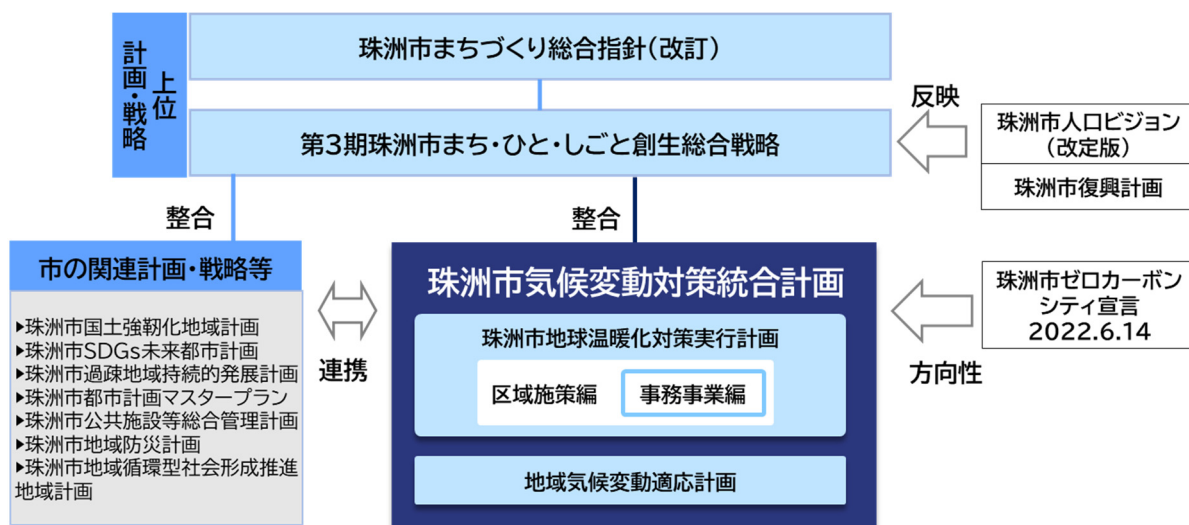 上位
計画・戦略
珠洲市まちづくり総合指針(改訂)
第3期珠洲市まち・ひと・しごと創生総合戦略
反映
珠洲市人口ビジョン
(改定版)
珠洲市復興計画
整合
整合
市の関連計画・戦略等
▶珠洲市国土強靭化地域計画
▶珠洲市SDGs未来都市計画
▶珠洲市過疎地域持続的発展計画
▶珠洲市都市計画マスタープラン
▶珠洲市公共施設等総合管理計画
▶珠洲市地域防災計画
▶珠洲市地域循環型社会形成推進
地域計画
連携
珠洲市気候変動対策統合計画
珠洲市地球温暖化対策実行計画
区域施策編
事務事業編
地域気候変動適応計画
珠洲市ゼロカーボン
シティ宣言
2022.6.14
方向性